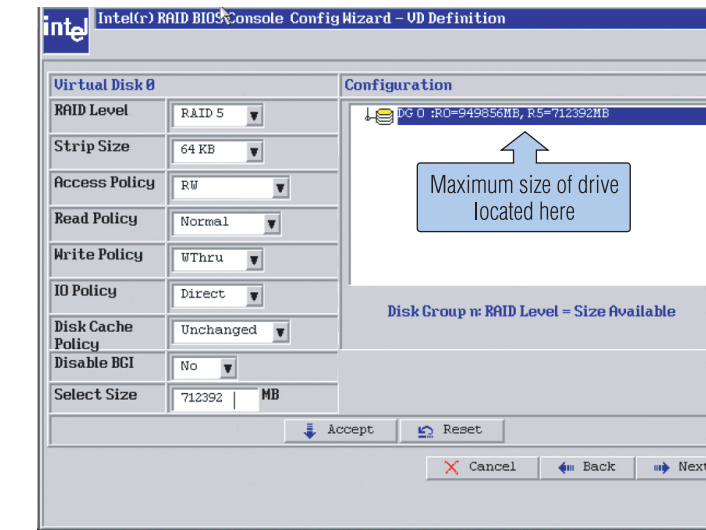 intel
Intel(r) RAID BIOS Console Config Wizard – VD Definition
Virtual Disk 0
Configuration
RAID Level
RAID 5
DG 0 :R0=949856MB, R5=712392MB
Strip Size
64 KB
Access Policy
RW
Maximum size of drive
located here
Read Policy
Normal
Write Policy
WThru
IO Policy
Direct
Disk Group n: RAID Level = Size Available
Disk Cache
Policy
Unchanged
Disable BGI
No
Select Size
712392
MB
Accept
Reset
Cancel
Back
Next